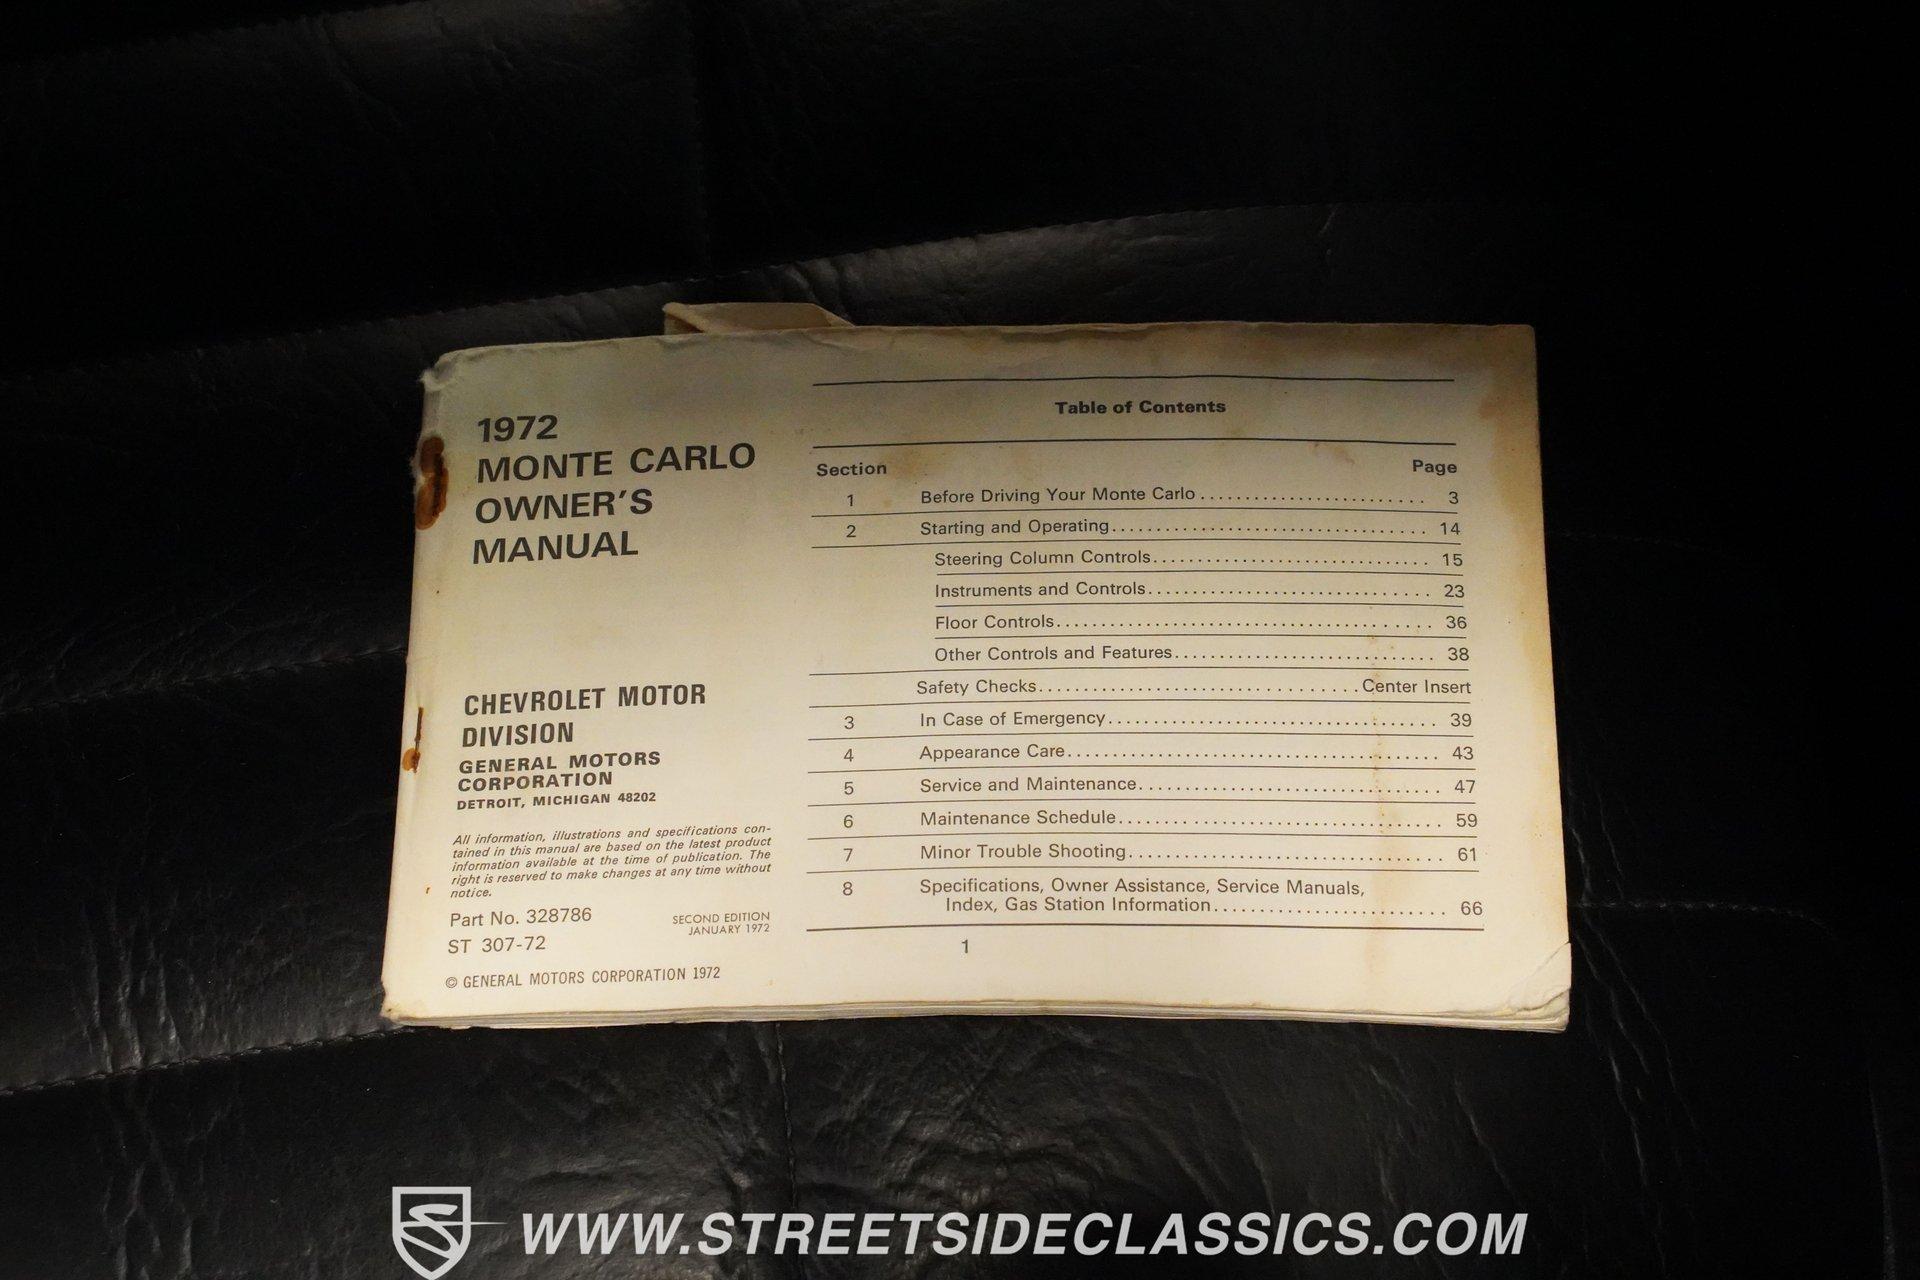 1972
MONTE CARLO
OWNER'S
MANUAL
CHEVROLET MOTOR
DIVISION
GENERAL MOTORS
CORPORATION
DETROIT, MICHIGAN 48202
All information, illustrations and specifications con-
tained in this manual are based on the latest product
information available at the time of publication. The
right is reserved to make changes at any time without
notice.
Part No. 328786
ST 307-72
SECOND EDITION
JANUARY 1972
© GENERAL MOTORS CORPORATION 1972
Table of Contents
Section Page
1 Before Driving Your Monte Carlo ........................ 3
2 Starting and Operating................................ 14
Steering Column Controls............................. 15
Instruments and Controls.............................. 23
Floor Controls....................................... 36
Other Controls and Features........................... 38
Safety Checks.................................Center Insert
3 In Case of Emergency.................................. 39
4 Appearance Care...................................... 43
5 Service and Maintenance............................... 47
6 Maintenance Schedule................................. 59
7 Minor Trouble Shooting................................ 61
8 Specifications, Owner Assistance, Service Manuals,
Index, Gas Station Information........................ 66
1
WWW.STREETSIDECLASSICS.COM